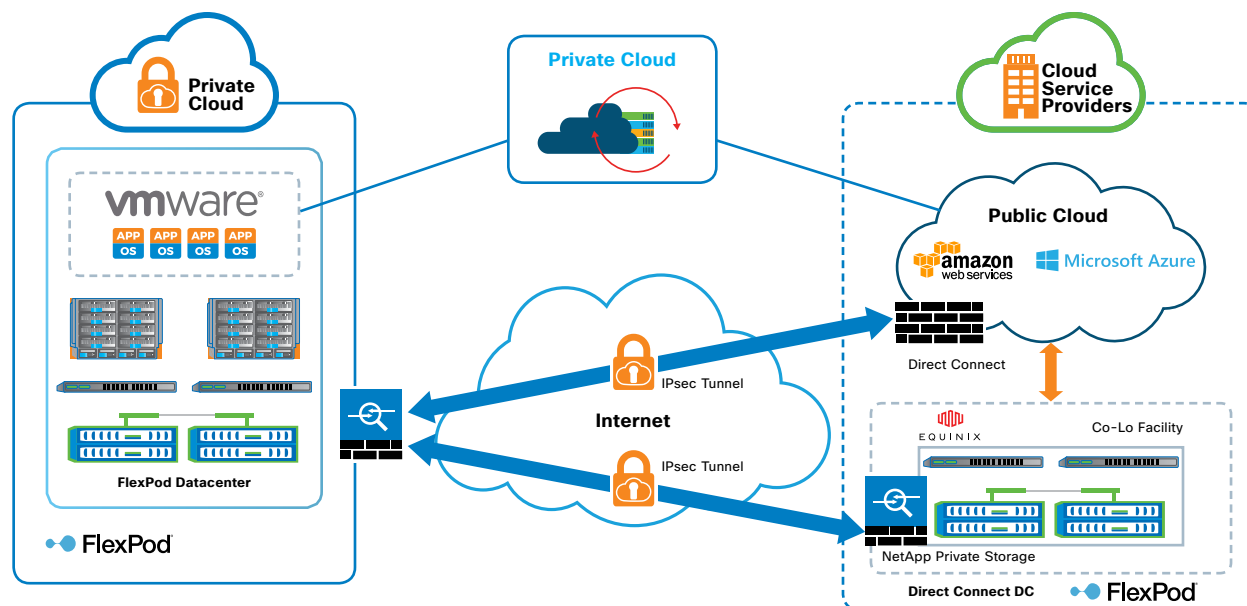 Private
Cloud
vmware®
APP
OS
APP
OS
APP
OS
APP
OS
FlexPod Datacenter
FlexPod
Private Cloud
Internet
IPsec Tunnel
IPsec Tunnel
Cloud
Service
Providers
Public Cloud
amazon
web services
Microsoft Azure
Direct Connect
EQUINIX
Co-Lo Facility
NetApp Private Storage
Direct Connect DC
FlexPod